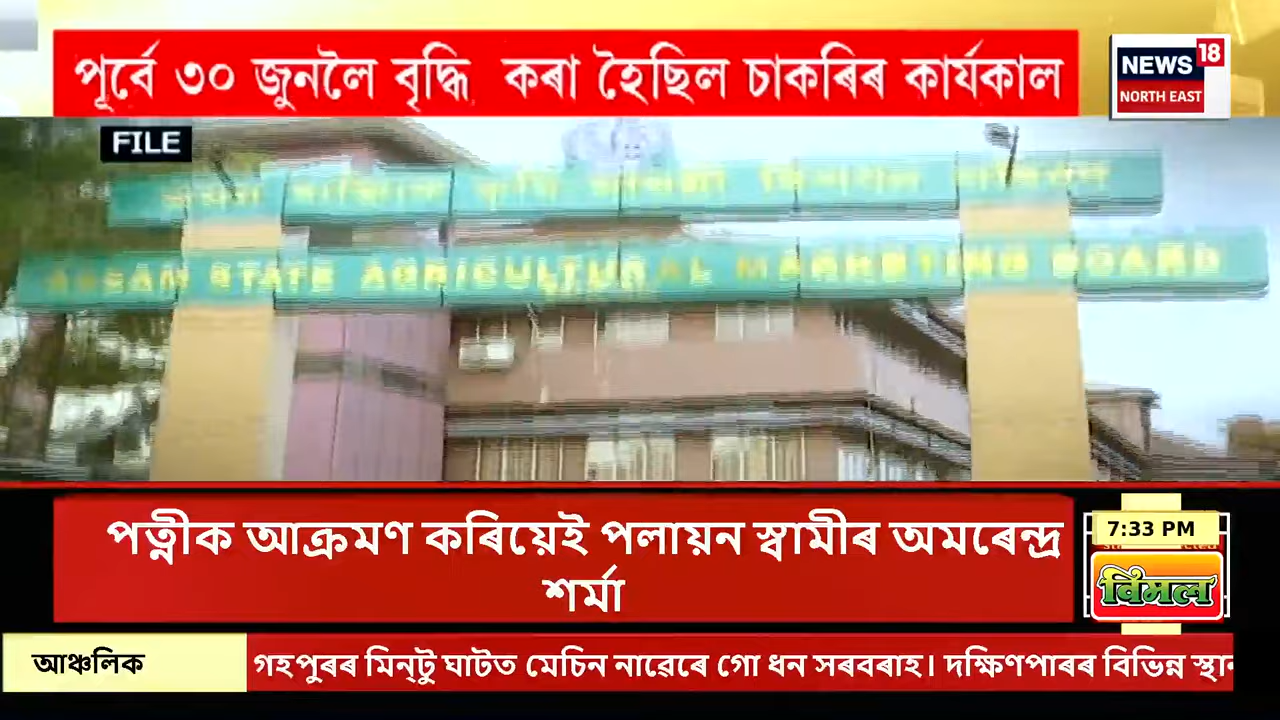 পূৰ্বে ৩০ জুনলৈ বৃদ্ধি কৰা হৈছিল চাকৰিৰ কাৰ্যকাল
NEWS 18
NORTH EAST
FILE
ASSAM STATE AGRICULTURAL MARKETING BOARD
পত্নীক আক্ৰমণ কৰিয়েই পলায়ন স্বামীৰ অমৰেন্দ্ৰ
শৰ্মা
7:33 PM
বিমল
আঞ্চলিক
গহপুৰৰ মিন্টু ঘাটত মেচিন নাৱেৰে গো ধন সৰবৰাহ। দক্ষিণপাৰৰ বিভিন্ন